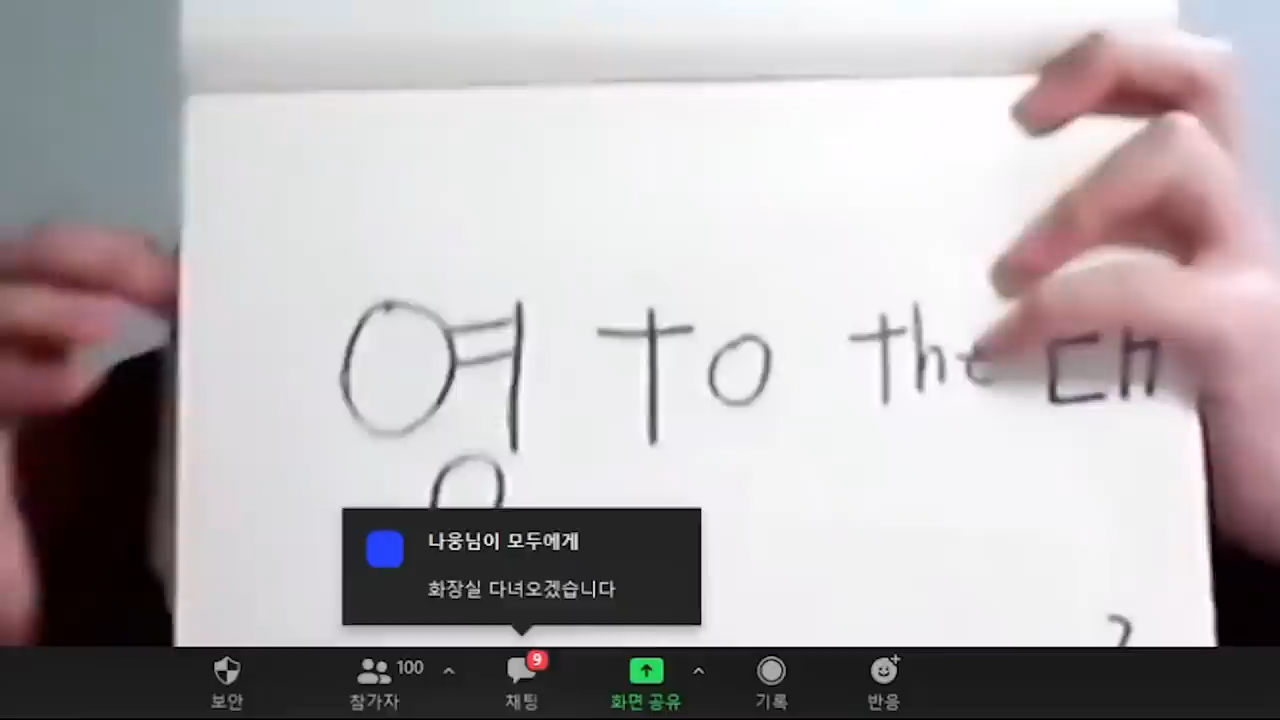 영 To the ch
?
나웅님이 모두에게
화장실 다녀오겠습니다
100
9
보안
참가자
채팅
화면 공유
기록
반응